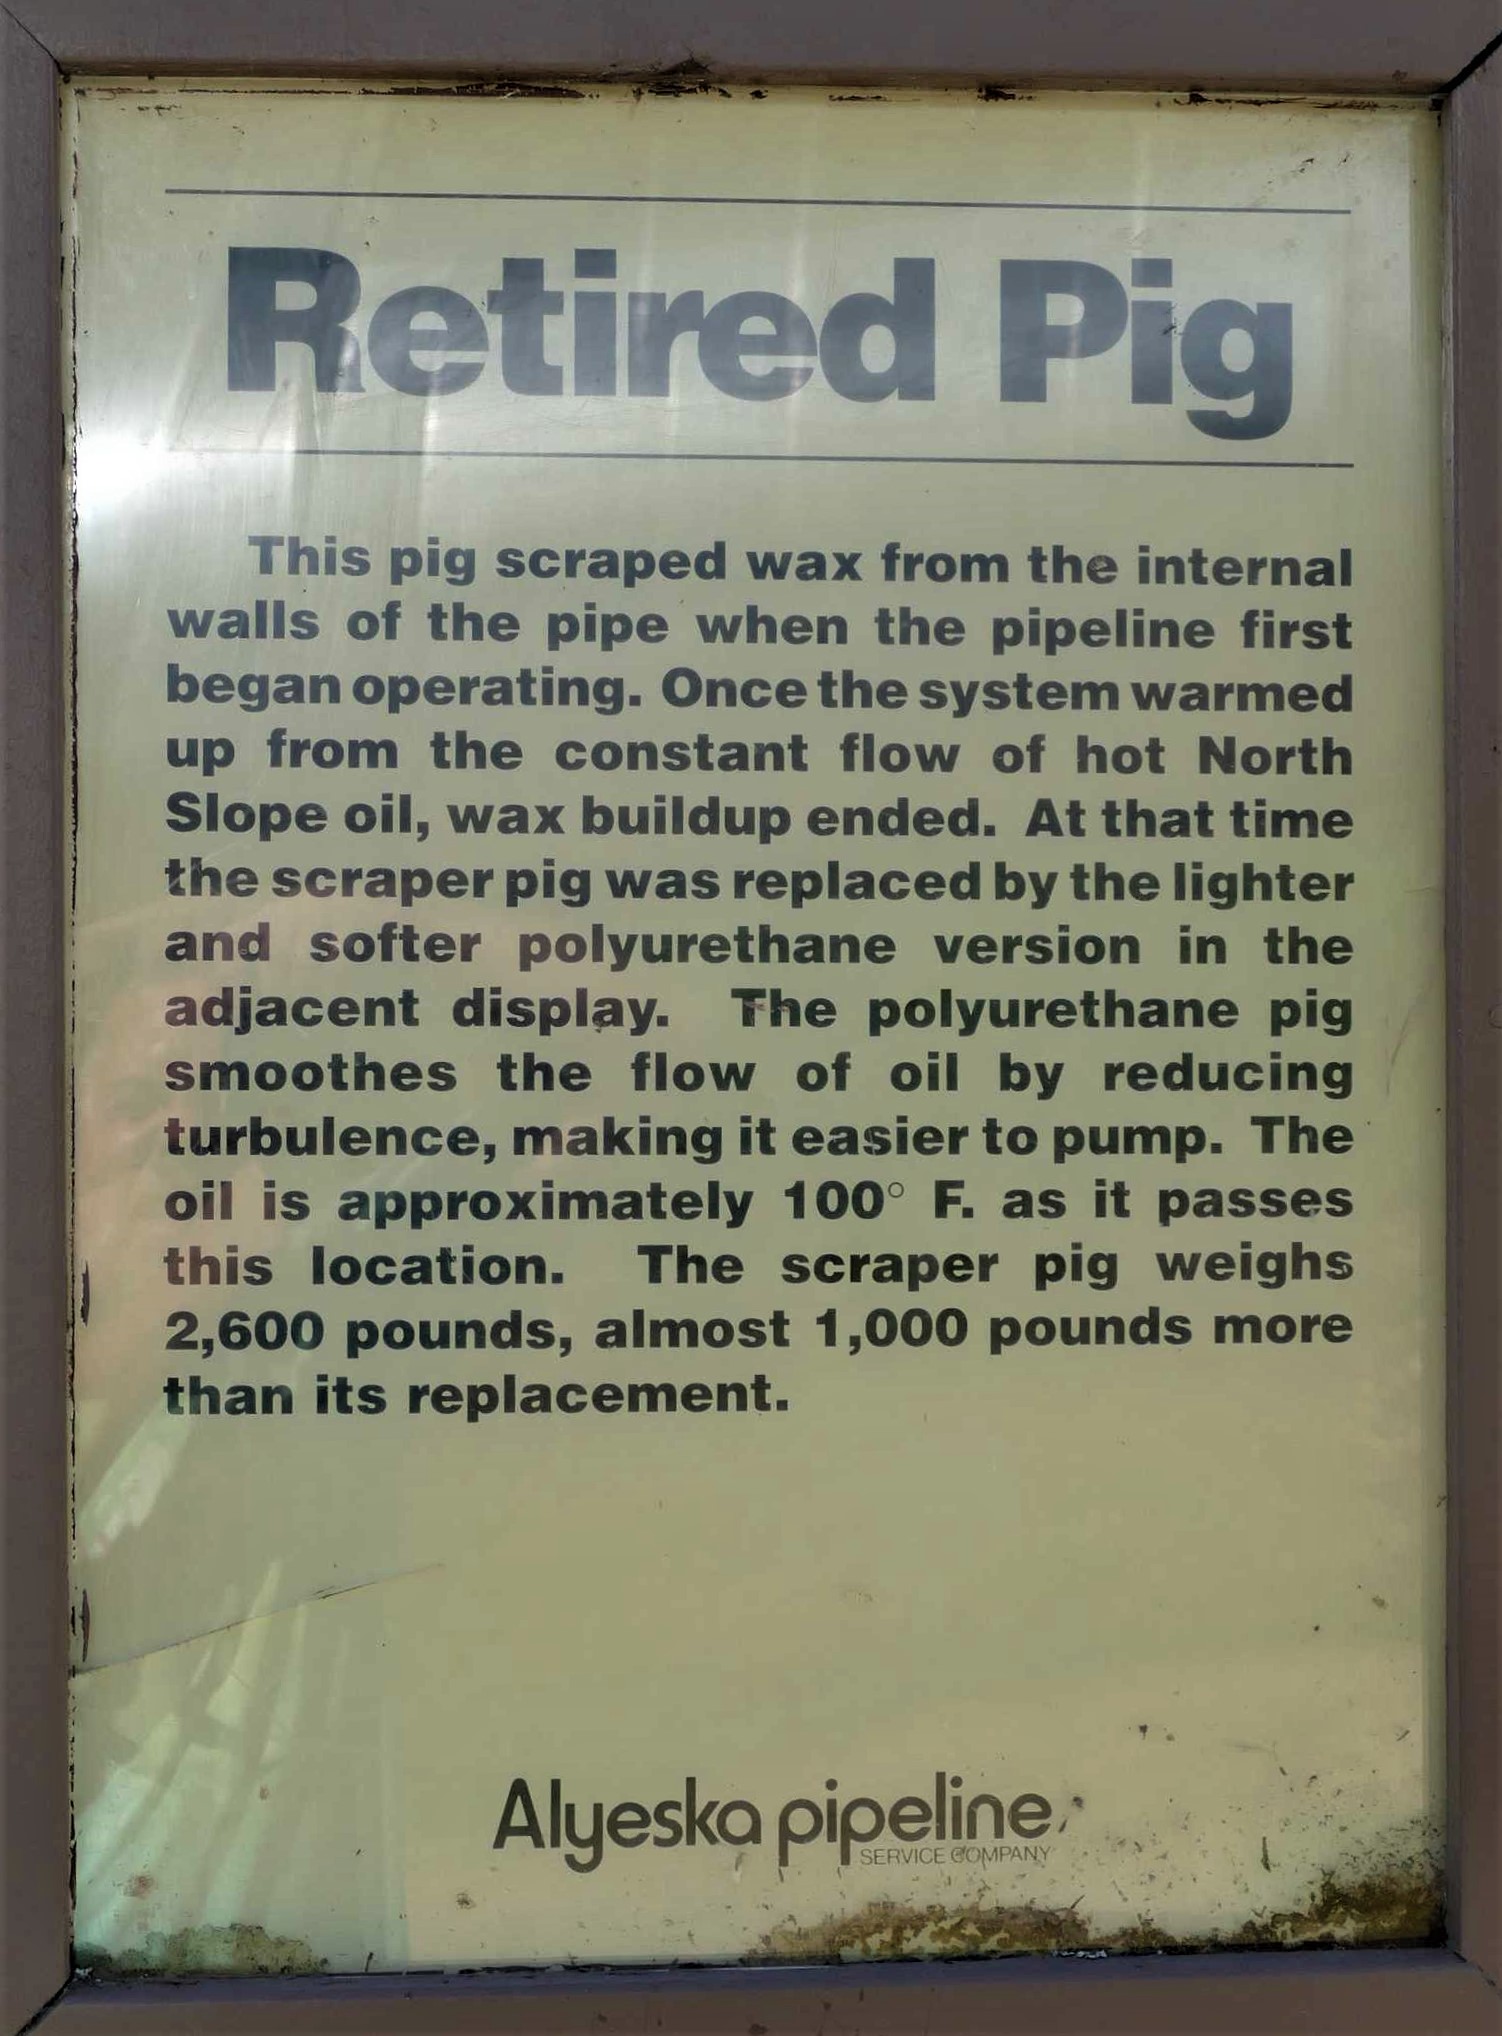 Retired Pig
This pig scraped wax from the internal
walls of the pipe when the pipeline first
began operating. Once the system warmed
up from the constant flow of hot North
Slope oil, wax buildup ended. At that time
the scraper pig was replaced by the lighter
and softer polyurethane version in the
adjacent display. The polyurethane pig
smoothes the flow of oil by reducing
turbulence, making it easier to pump. The
oil is approximately 100° F. as it passes
this location. The scraper pig weighs
2,600 pounds, almost 1,000 pounds more
than its replacement.
Alyeska pipeline
SERVICE COMPANY